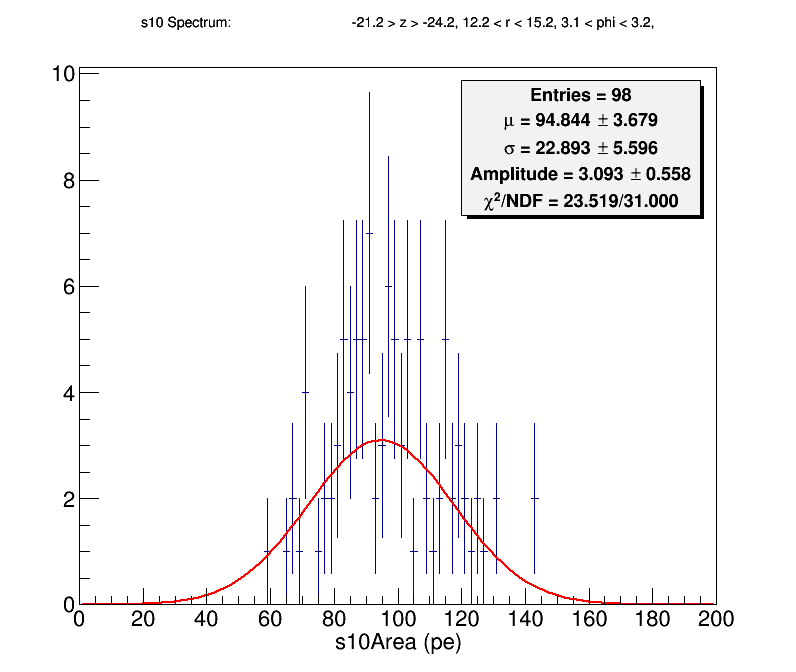 s10 Spectrum: -21.2 > z > -24.2, 12.2 < r < 15.2, 3.1 < phi < 3.2,
Entries = 98
μ = 94.844 ± 3.679
σ = 22.893 ± 5.596
Amplitude = 3.093 ± 0.558
χ²/NDF = 23.519/31.000
10
8
6
4
2
0
0 20 40 60 80 100 120 140 160 180 200
s10Area (pe)